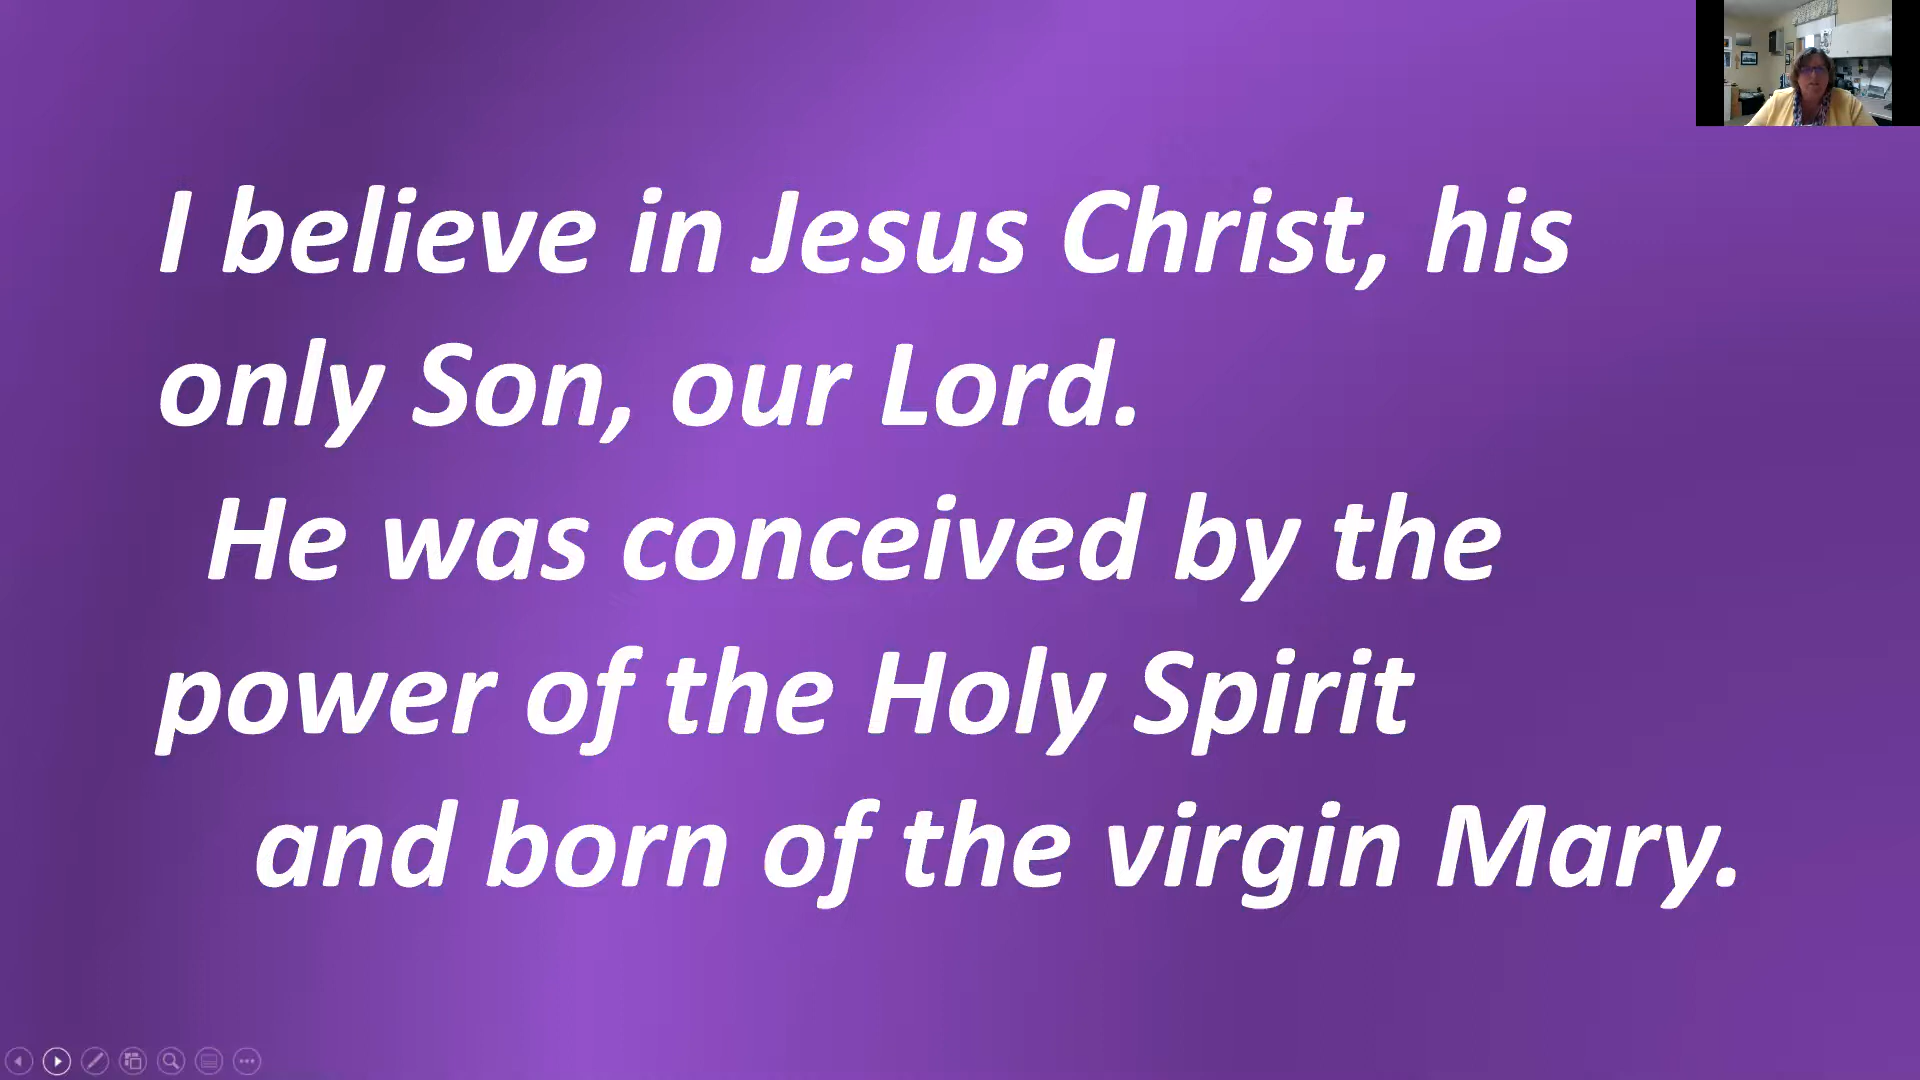 I believe in Jesus Christ, his
only Son, our Lord.
He was conceived by the
power of the Holy Spirit
and born of the virgin Mary.